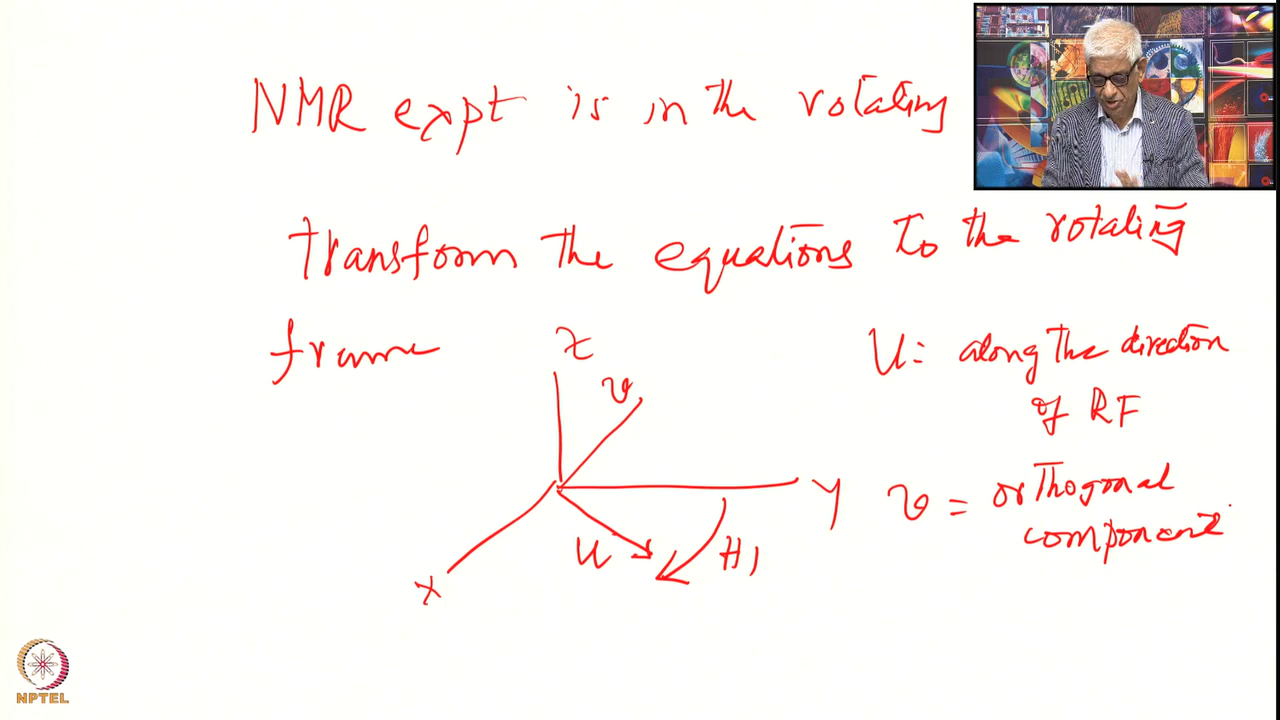 NMR expt is in the rotating
transform the equations to the rotating
frame
Z
v
U = along the direction
of RF
Y
v = orthogonal
component
U
H1
X
NPTEL